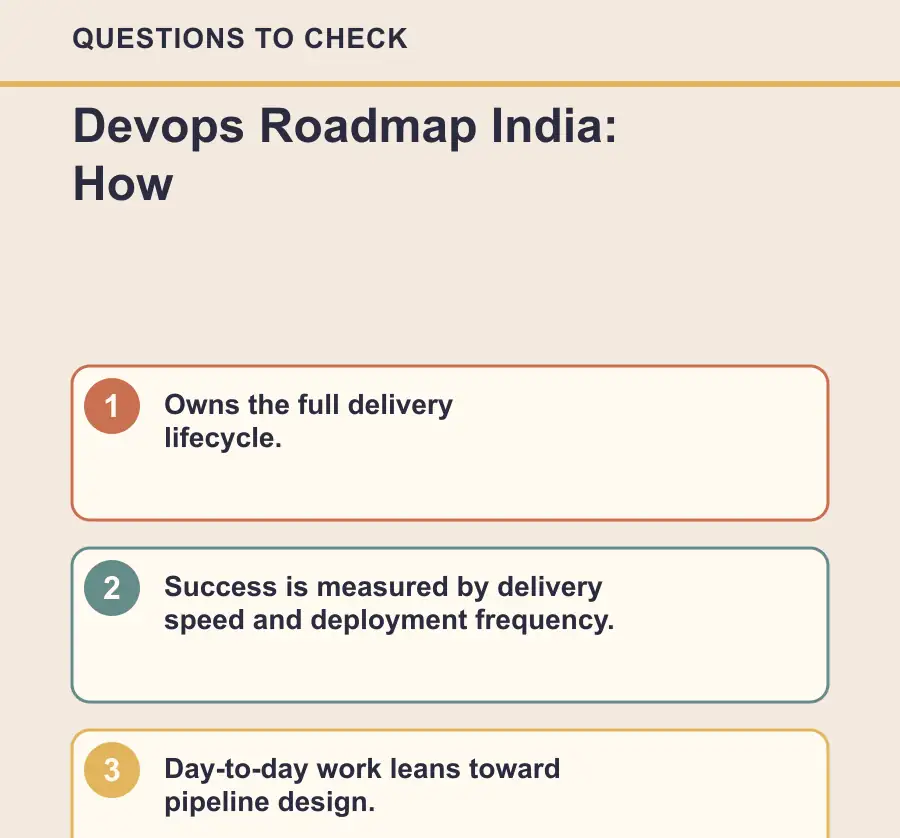 QUESTIONS TO CHECK
Devops Roadmap India:
How
1
Owns the full delivery
lifecycle.
2
Success is measured by delivery
speed and deployment frequency.
3
Day-to-day work leans toward
pipeline design.